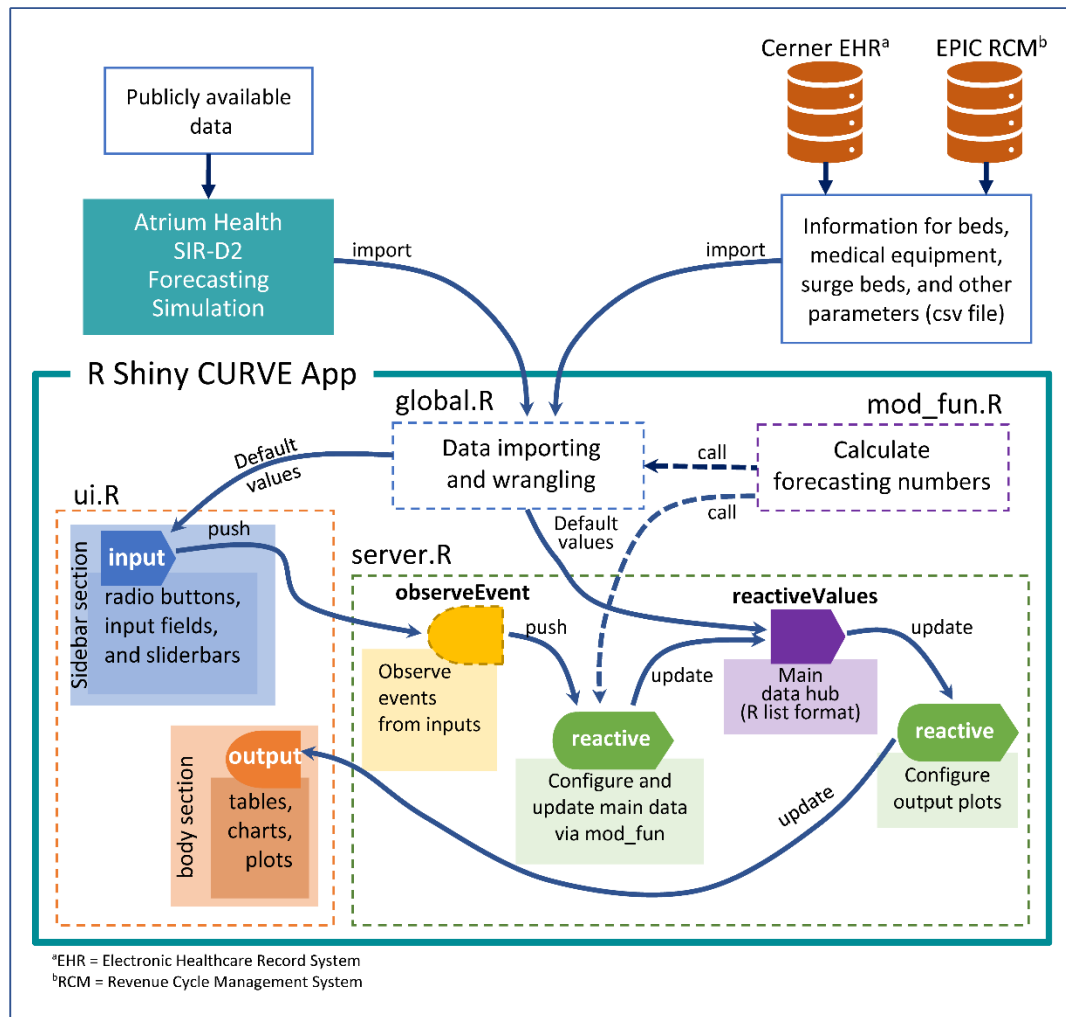 Cerner EHRᵃ
EPIC RCMᵇ
Publicly available
data
Atrium Health
SIR-D2
Forecasting
Simulation
import
import
Information for beds,
medical equipment,
surge beds, and other
parameters (csv file)
R Shiny CURVE App
global.R
mod_fun.R
Data importing
and wrangling
Calculate
forecasting numbers
call
call
Default
values
Default
values
ui.R
Sidebar section
input
push
radio buttons,
input fields,
and sliderbars
body section
output
tables,
charts,
plots
server.R
observeEvent
push
Observe
events
from inputs
reactive
Configure and
update main data
via mod_fun
update
reactiveValues
Main
data hub
(R list format)
update
reactive
Configure
output plots
update
ᵃEHR = Electronic Healthcare Record System
ᵇRCM = Revenue Cycle Management System